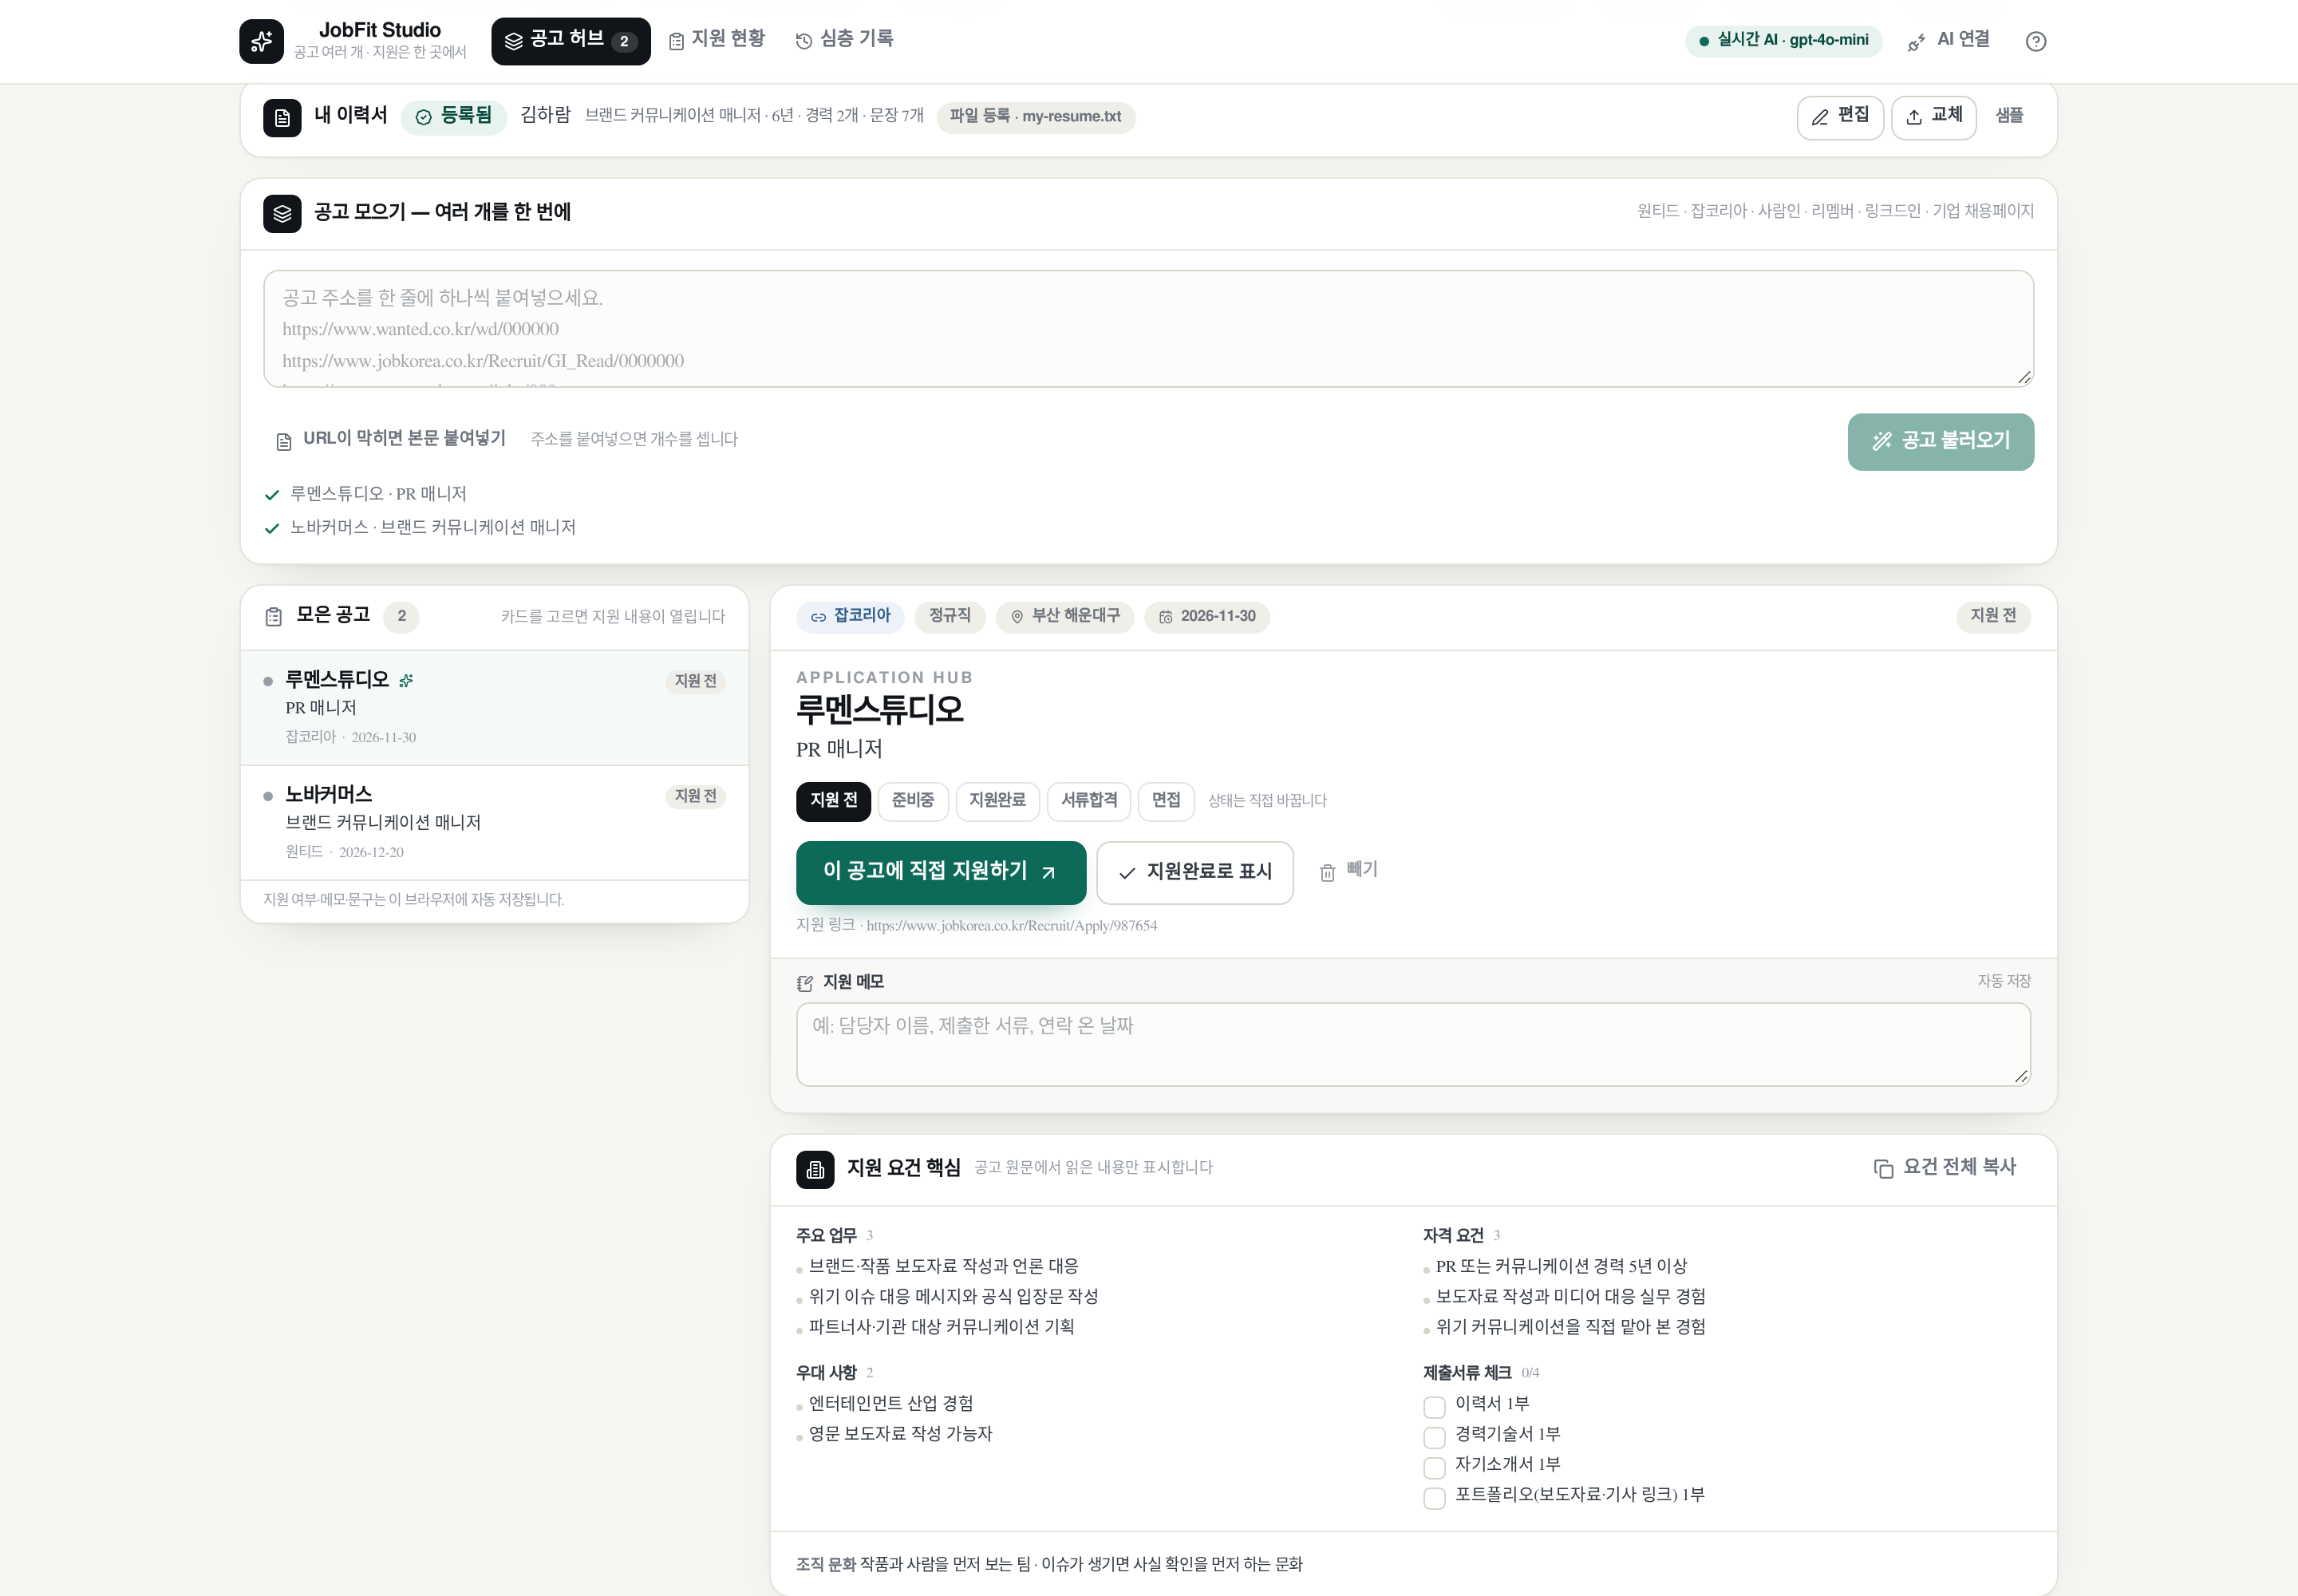 JobFit Studio
공고 여러 개 · 지원은 한 곳에서
공고 허브 2
지원 현황
심층 기록
실시간 AI · gpt-4o-mini
AI 연결
내 이력서
등록됨
김하람
브랜드 커뮤니케이션 매니저 · 6년 · 경력 2개 · 문장 7개
파일 등록 · my-resume.txt
편집
교체
샘플
공고 모으기 — 여러 개를 한 번에
원티드 · 잡코리아 · 사람인 · 리멤버 · 링크드인 · 기업 채용페이지
공고 주소를 한 줄에 하나씩 붙여넣으세요.
https://www.wanted.co.kr/wd/000000
https://www.jobkorea.co.kr/Recruit/GI_Read/0000000
URL이 막히면 본문 붙여넣기
주소를 붙여넣으면 개수를 셉니다
공고 불러오기
루멘스튜디오 · PR 매니저
노바커머스 · 브랜드 커뮤니케이션 매니저
모은 공고 2
카드를 고르면 지원 내용이 열립니다
루멘스튜디오
지원 전
PR 매니저
잡코리아 · 2026-11-30
노바커머스
지원 전
브랜드 커뮤니케이션 매니저
원티드 · 2026-12-20
지원 여부·메모·문구는 이 브라우저에 자동 저장됩니다.
잡코리아
정규직
부산 해운대구
2026-11-30
지원 전
APPLICATION HUB
루멘스튜디오
PR 매니저
지원 전
준비중
지원완료
서류합격
면접
상태는 직접 바꿉니다
이 공고에 직접 지원하기
지원완료로 표시
빼기
지원 링크 · https://www.jobkorea.co.kr/Recruit/Apply/987654
지원 메모
자동 저장
예: 담당자 이름, 제출한 서류, 연락 온 날짜
지원 요건 핵심
공고 원문에서 읽은 내용만 표시합니다
요건 전체 복사
주요 업무 3
브랜드·작품 보도자료 작성과 언론 대응
위기 이슈 대응 메시지와 공식 입장문 작성
파트너사·기관 대상 커뮤니케이션 기획
자격 요건 3
PR 또는 커뮤니케이션 경력 5년 이상
보도자료 작성과 미디어 대응 실무 경험
위기 커뮤니케이션을 직접 맡아 본 경험
우대 사항 2
엔터테인먼트 산업 경험
영문 보도자료 작성 가능자
제출서류 체크 0/4
이력서 1부
경력기술서 1부
자기소개서 1부
포트폴리오(보도자료·기사 링크) 1부
조직 문화 작품과 사람을 먼저 보는 팀 · 이슈가 생기면 사실 확인을 먼저 하는 문화